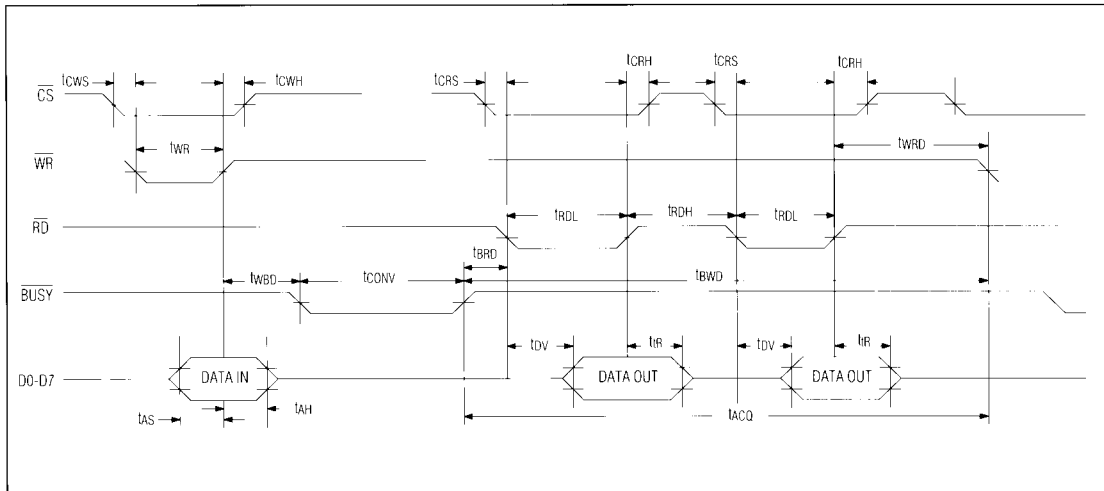 tCWS
tCWH
tCRS
tCRH
tCRS
tCRH
CS
tWR
tWRD
WR
tRDL
tRDH
tRDL
RD
tBRD
tWBD
tCONV
tBWD
BUSY
tDV
tIR
tDV
tIR
D0-D7
DATA IN
DATA OUT
DATA OUT
tAS
tAH
tACQ